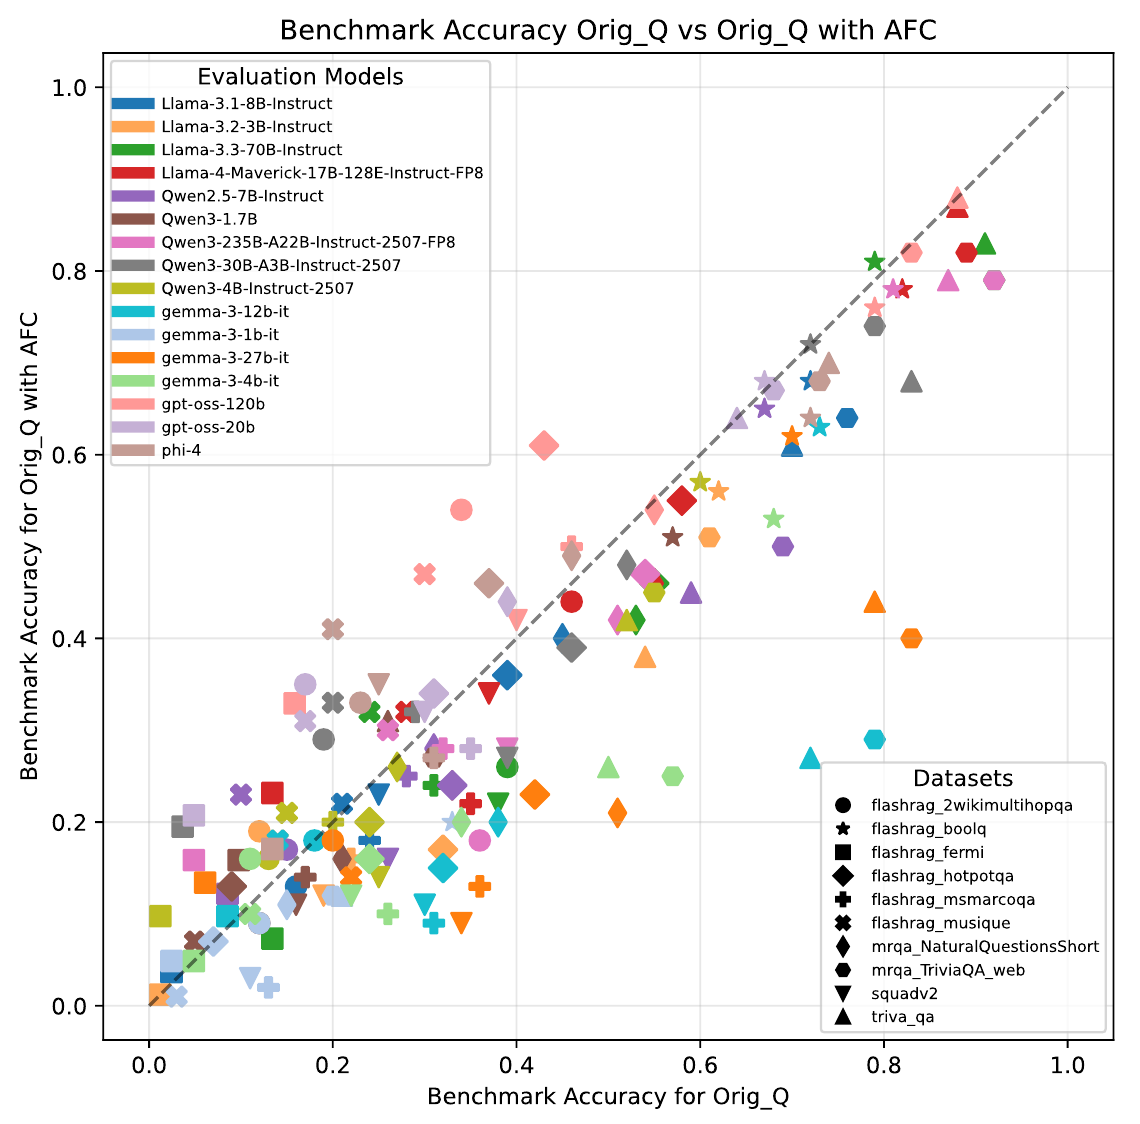 Benchmark Accuracy Orig_Q vs Orig_Q with AFC
Benchmark Accuracy for Orig_Q with AFC
1.0
0.8
0.6
0.4
0.2
0.0
Evaluation Models
Llama-3.1-8B-Instruct
Llama-3.2-3B-Instruct
Llama-3.3-70B-Instruct
Llama-4-Maverick-17B-128E-Instruct-FP8
Qwen2.5-7B-Instruct
Qwen3-1.7B
Qwen3-235B-A22B-Instruct-2507-FP8
Qwen3-30B-A3B-Instruct-2507
Qwen3-4B-Instruct-2507
gemma-3-12b-it
gemma-3-1b-it
gemma-3-27b-it
gemma-3-4b-it
gpt-oss-120b
gpt-oss-20b
phi-4
Datasets
flashrag_2wikimultihopqa
flashrag_boolq
flashrag_fermi
flashrag_hotpotqa
flashrag_msmarcoqa
flashrag_musique
mrqa_NaturalQuestionsShort
mrqa_TriviaQA_web
squadv2
triva_qa
0.0 0.2 0.4 0.6 0.8 1.0
Benchmark Accuracy for Orig_Q